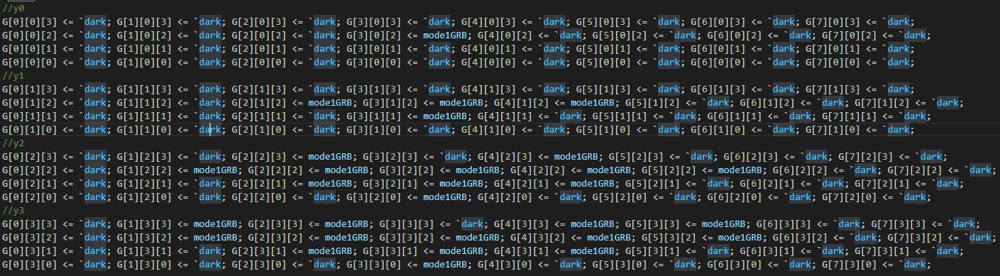 //y0
G[0][0][3] <= `dark; G[1][0][3] <= `dark; G[2][0][3] <= `dark; G[3][0][3] <= `dark; G[4][0][3] <= `dark; G[5][0][3] <= `dark; G[6][0][3] <= `dark; G[7][0][3] <= `dark;
G[0][0][2] <= `dark; G[1][0][2] <= `dark; G[2][0][2] <= `dark; G[3][0][2] <= mode1GRB; G[4][0][2] <= `dark; G[5][0][2] <= `dark; G[6][0][2] <= `dark; G[7][0][2] <= `dark;
G[0][0][1] <= `dark; G[1][0][1] <= `dark; G[2][0][1] <= `dark; G[3][0][1] <= `dark; G[4][0][1] <= `dark; G[5][0][1] <= `dark; G[6][0][1] <= `dark; G[7][0][1] <= `dark;
G[0][0][0] <= `dark; G[1][0][0] <= `dark; G[2][0][0] <= `dark; G[3][0][0] <= `dark; G[4][0][0] <= `dark; G[5][0][0] <= `dark; G[6][0][0] <= `dark; G[7][0][0] <= `dark;
//y1
G[0][1][3] <= `dark; G[1][1][3] <= `dark; G[2][1][3] <= `dark; G[3][1][3] <= `dark; G[4][1][3] <= `dark; G[5][1][3] <= `dark; G[6][1][3] <= `dark; G[7][1][3] <= `dark;
G[0][1][2] <= `dark; G[1][1][2] <= `dark; G[2][1][2] <= mode1GRB; G[3][1][2] <= mode1GRB; G[4][1][2] <= mode1GRB; G[5][1][2] <= `dark; G[6][1][2] <= `dark; G[7][1][2] <= `dark;
G[0][1][1] <= `dark; G[1][1][1] <= `dark; G[2][1][1] <= `dark; G[3][1][1] <= mode1GRB; G[4][1][1] <= `dark; G[5][1][1] <= `dark; G[6][1][1] <= `dark; G[7][1][1] <= `dark;
G[0][1][0] <= `dark; G[1][1][0] <= `dark; G[2][1][0] <= `dark; G[3][1][0] <= `dark; G[4][1][0] <= `dark; G[5][1][0] <= `dark; G[6][1][0] <= `dark; G[7][1][0] <= `dark;
//y2
G[0][2][3] <= `dark; G[1][2][3] <= `dark; G[2][2][3] <= mode1GRB; G[3][2][3] <= `dark; G[4][2][3] <= mode1GRB; G[5][2][3] <= `dark; G[6][2][3] <= `dark; G[7][2][3] <= `dark;
G[0][2][2] <= `dark; G[1][2][2] <= mode1GRB; G[2][2][2] <= mode1GRB; G[3][2][2] <= mode1GRB; G[4][2][2] <= mode1GRB; G[5][2][2] <= mode1GRB; G[6][2][2] <= `dark; G[7][2][2] <= `dark;
G[0][2][1] <= `dark; G[1][2][1] <= `dark; G[2][2][1] <= mode1GRB; G[3][2][1] <= mode1GRB; G[4][2][1] <= mode1GRB; G[5][2][1] <= `dark; G[6][2][1] <= `dark; G[7][2][1] <= `dark;
G[0][2][0] <= `dark; G[1][2][0] <= `dark; G[2][2][0] <= `dark; G[3][2][0] <= mode1GRB; G[4][2][0] <= `dark; G[5][2][0] <= `dark; G[6][2][0] <= `dark; G[7][2][0] <= `dark;
//y3
G[0][3][3] <= `dark; G[1][3][3] <= mode1GRB; G[2][3][3] <= mode1GRB; G[3][3][3] <= `dark; G[4][3][3] <= mode1GRB; G[5][3][3] <= mode1GRB; G[6][3][3] <= `dark; G[7][3][3] <= `dark;
G[0][3][2] <= `dark; G[1][3][2] <= mode1GRB; G[2][3][2] <= mode1GRB; G[3][3][2] <= mode1GRB; G[4][3][2] <= mode1GRB; G[5][3][2] <= mode1GRB; G[6][3][2] <= `dark; G[7][3][2] <= `dark;
G[0][3][1] <= `dark; G[1][3][1] <= `dark; G[2][3][1] <= mode1GRB; G[3][3][1] <= mode1GRB; G[4][3][1] <= mode1GRB; G[5][3][1] <= `dark; G[6][3][1] <= `dark; G[7][3][1] <= `dark;
G[0][3][0] <= `dark; G[1][3][0] <= `dark; G[2][3][0] <= `dark; G[3][3][0] <= mode1GRB; G[4][3][0] <= `dark; G[5][3][0] <= `dark; G[6][3][0] <= `dark; G[7][3][0] <= `dark;